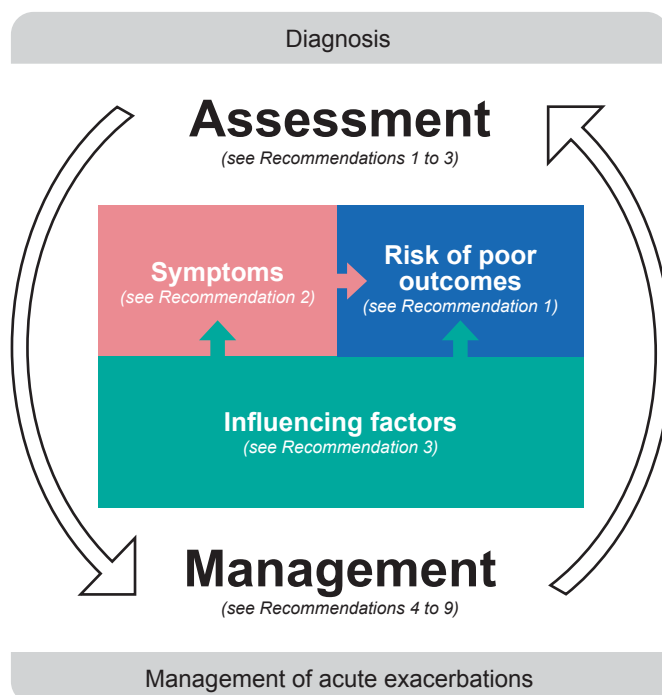 Diagnosis
Assessment
(see Recommendations 1 to 3)
Symptoms
(see Recommendation 2)
Risk of poor
outcomes
(see Recommendation 1)
Influencing factors
(see Recommendation 3)
Management
(see Recommendations 4 to 9)
Management of acute exacerbations